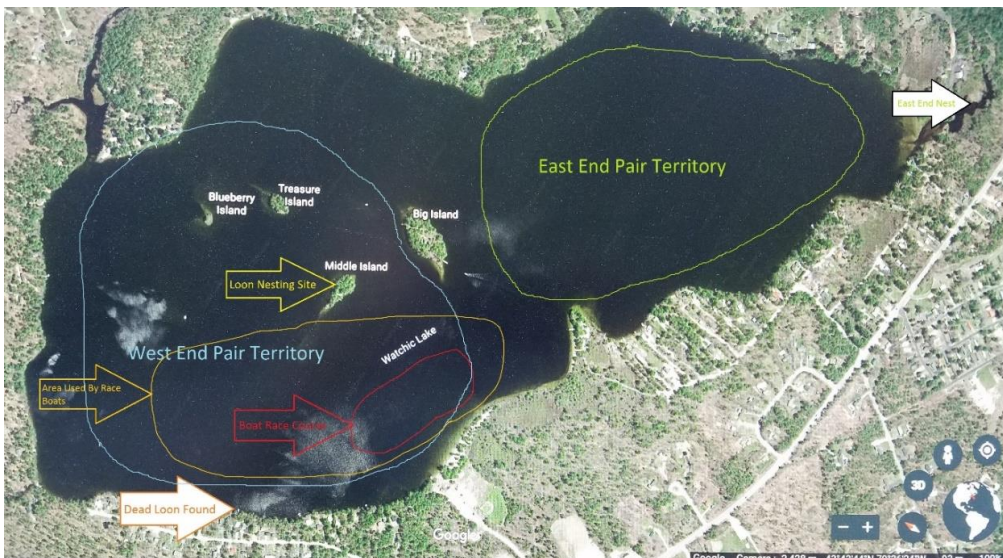 East End Nest
East End Pair Territory
Treasure
Island
Blueberry
Island
Big Island
Middle Island
Loon Nesting Site
Watchic Lake
West End Pair Territory
Area Used By Race
Boats
Boat Race Course
Dead Loon Found
3D
Google
Google